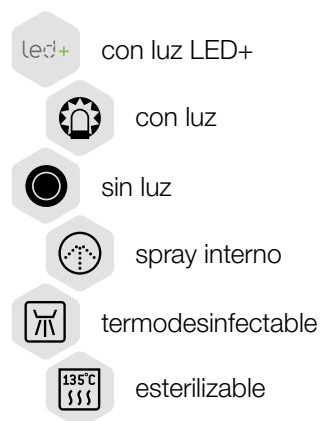 led+ con luz LED+
con luz
sin luz
spray interno
termodesinfectable
135°C esterilizable